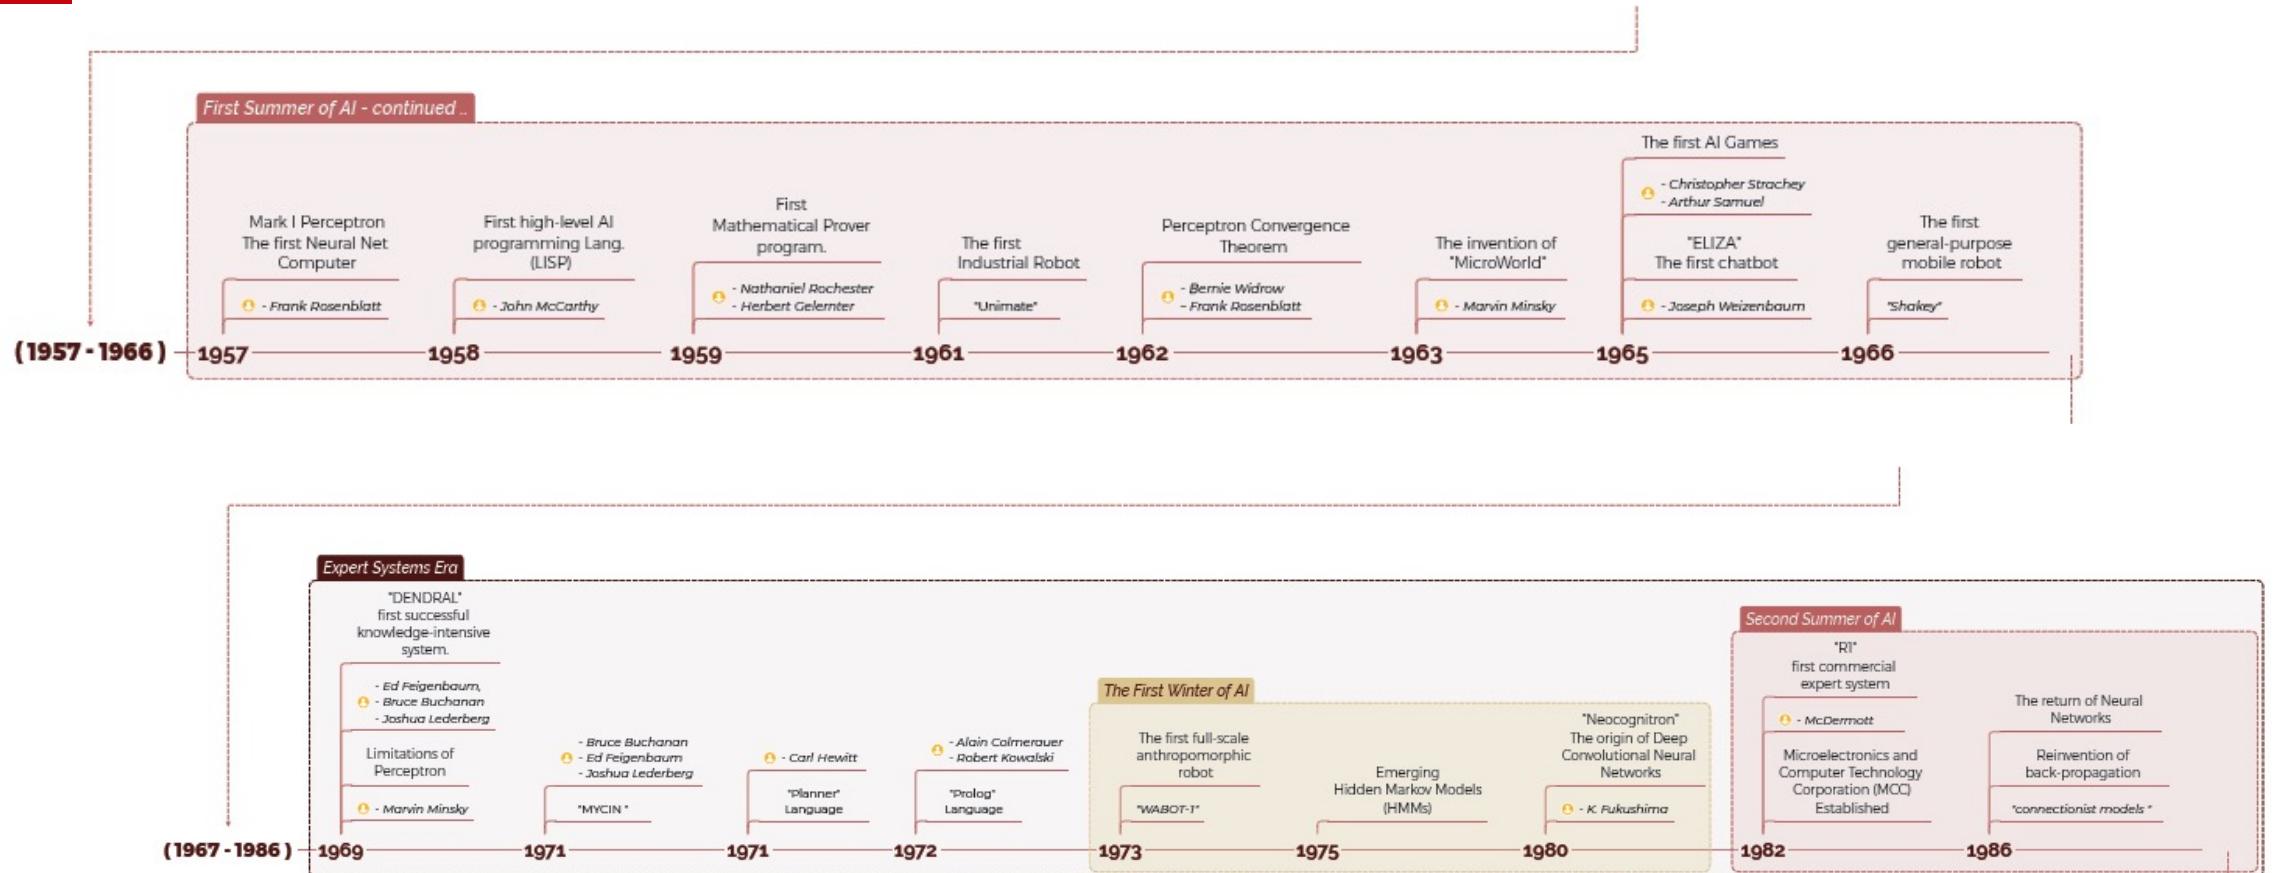 First Summer of AI - continued ..
Mark I Perceptron
The first Neural Net
Computer
- Frank Rosenblatt
First high-level AI
programming Lang.
(LISP)
- John McCarthy
First
Mathematical Prover
program.
- Nathaniel Rochester
- Herbert Gelernter
The first
Industrial Robot
"Unimate"
Perceptron Convergence
Theorem
- Bernie Widrow
- Frank Rosenblatt
The invention of
"MicroWorld"
- Marvin Minsky
The first AI Games
- Christopher Strachey
- Arthur Samuel
"ELIZA"
The first chatbot
- Joseph Weizenbaum
The first
general-purpose
mobile robot
"Shakey"
(1957 - 1966) 1957 1958 1959 1961 1962 1963 1965 1966
Expert Systems Era
"DENDRAL"
first successful
knowledge-intensive
system.
- Ed Feigenbaum,
- Bruce Buchanan
- Joshua Lederberg
Limitations of
Perceptron
- Marvin Minsky
- Bruce Buchanan
- Ed Feigenbaum
- Joshua Lederberg
"MYCIN "
- Carl Hewitt
"Planner"
Language
- Alain Colmerauer
- Robert Kowalski
"Prolog"
Language
The First Winter of AI
The first full-scale
anthropomorphic
robot
"WABOT-1"
Emerging
Hidden Markov Models
(HMMs)
"Neocognitron"
The origin of Deep
Convolutional Neural
Networks
- K. Fukushima
Second Summer of AI
"R1"
first commercial
expert system
- McDermott
Microelectronics and
Computer Technology
Corporation (MCC)
Established
The return of Neural
Networks
Reinvention of
back-propagation
"connectionist models "
(1967 - 1986) 1969 1971 1971 1972 1973 1975 1980 1982 1986